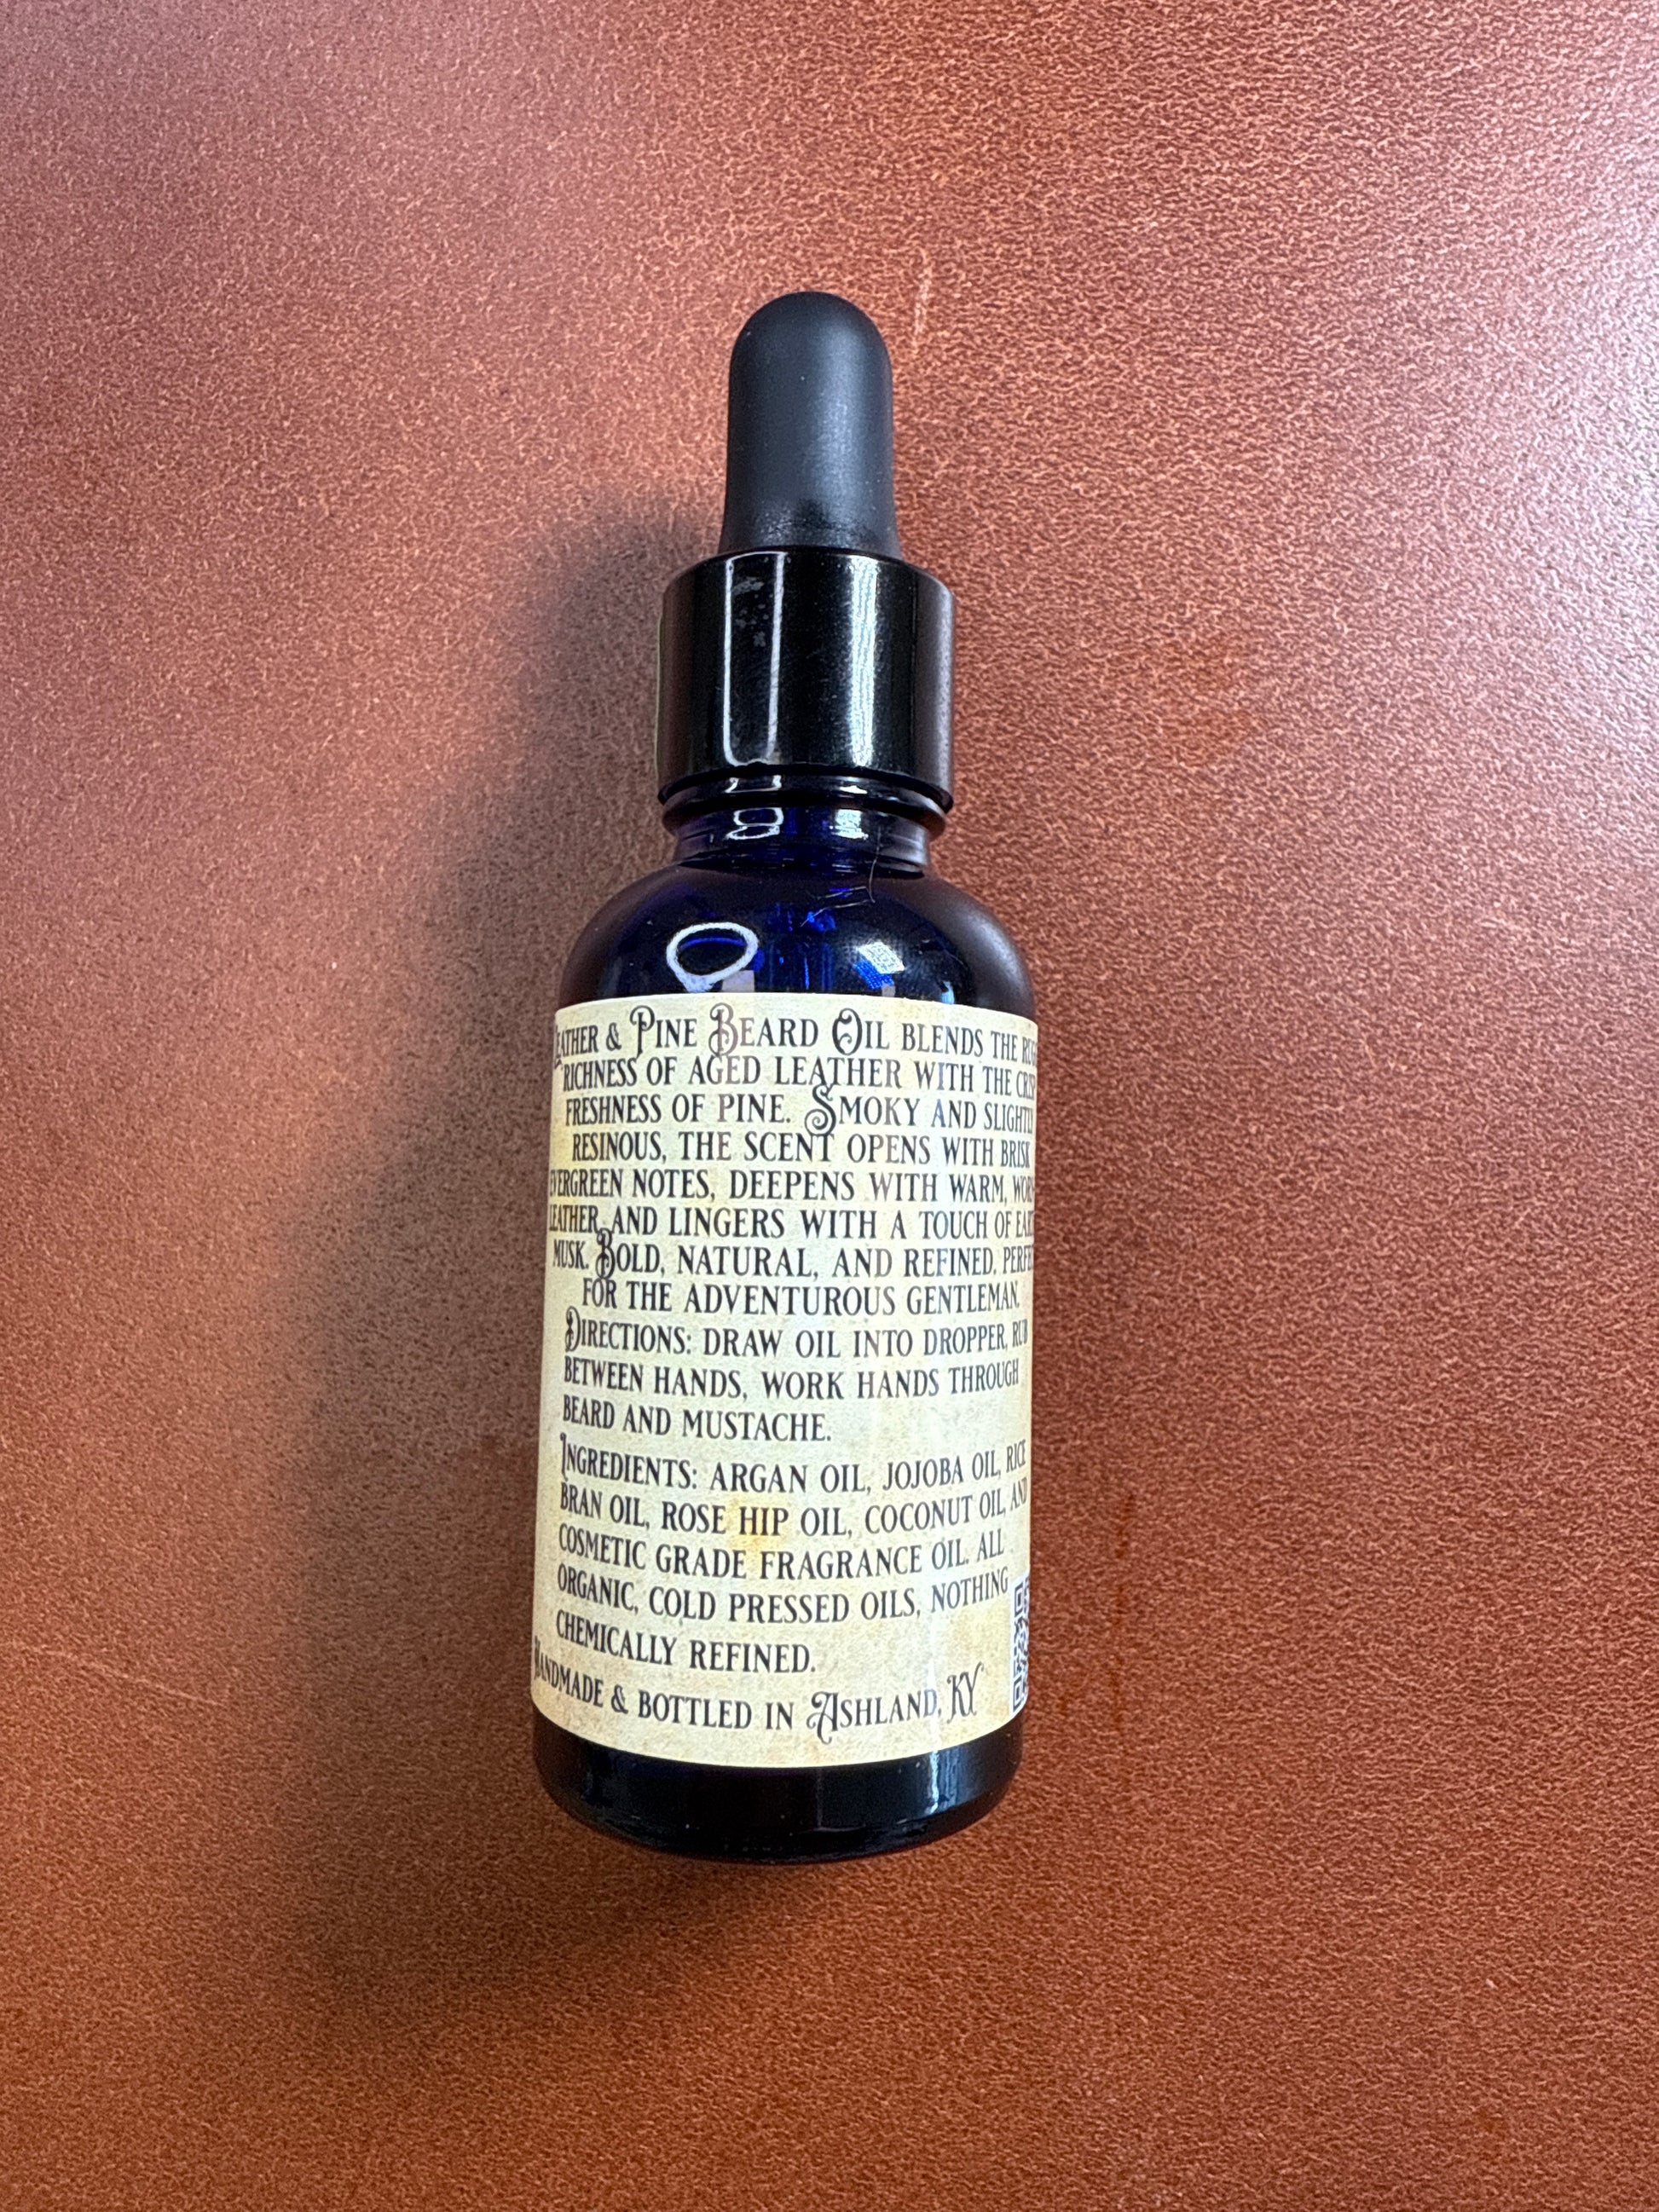 Leather & Pine Beard Oil blends the
richness of aged leather with the crisp
freshness of pine. Smoky and slightly
resinous, the scent opens with brisk
evergreen notes, deepens with warm,
leather, and lingers with a touch of
musk. Bold, natural, and refined, perfect
for the adventurous gentleman.
Directions: draw oil into dropper, rub
between hands, work hands through
beard and mustache.
Ingredients: argan oil, jojoba oil, rice
bran oil, rose hip oil, coconut oil, and
cosmetic grade fragrance oil. All
organic, cold pressed oils, nothing
chemically refined.
Handmade & bottled in Ashland, KY